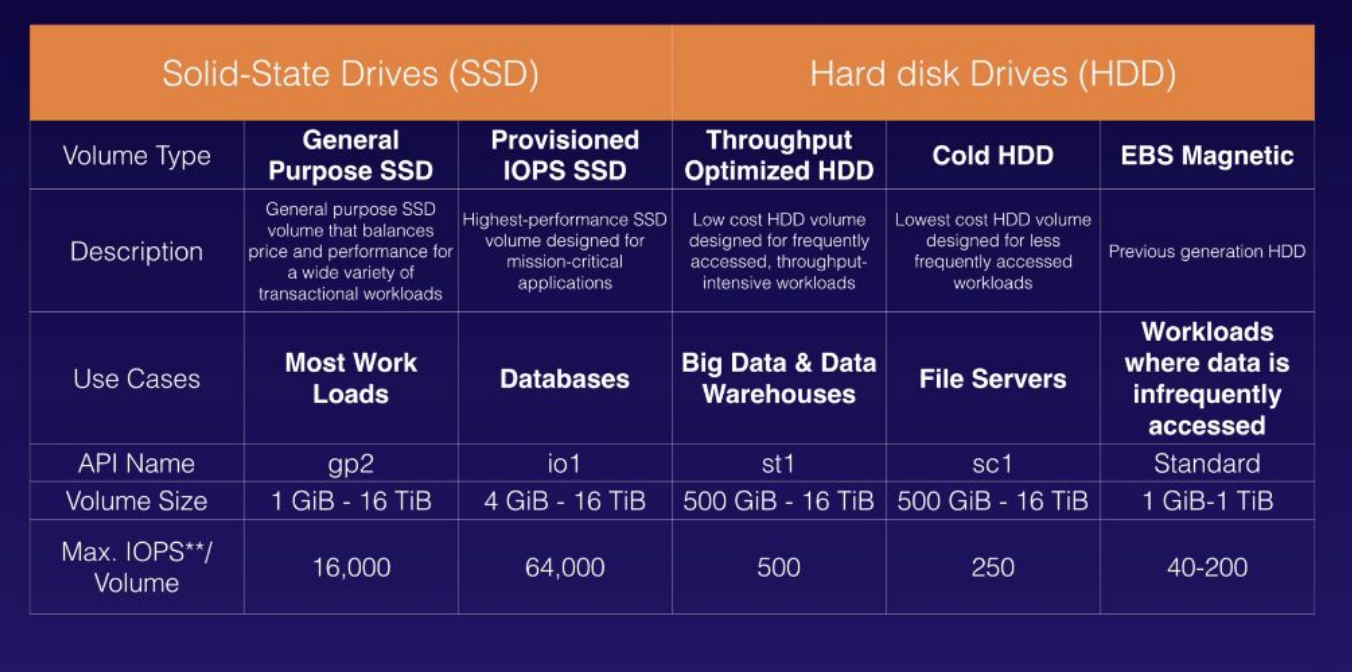 Solid-State Drives (SSD)
Hard disk Drives (HDD)
Volume Type
General
Purpose SSD
Provisioned
IOPS SSD
Throughput
Optimized HDD
Cold HDD
EBS Magnetic
Description
General purpose SSD
volume that balances
price and performance for
a wide variety of
transactional workloads
Highest-performance SSD
volume designed for
mission-critical
applications
Low cost HDD volume
designed for frequently
accessed, throughput-
intensive workloads
Lowest cost HDD volume
designed for less
frequently accessed
workloads
Previous generation HDD
Use Cases
Most Work
Loads
Databases
Big Data & Data
Warehouses
File Servers
Workloads
where data is
infrequently
accessed
API Name
gp2
io1
st1
sc1
Standard
Volume Size
1 GiB - 16 TiB
4 GiB - 16 TiB
500 GiB - 16 TiB
500 GiB - 16 TiB
1 GiB-1 TiB
Max. IOPS**/
Volume
16,000
64,000
500
250
40-200